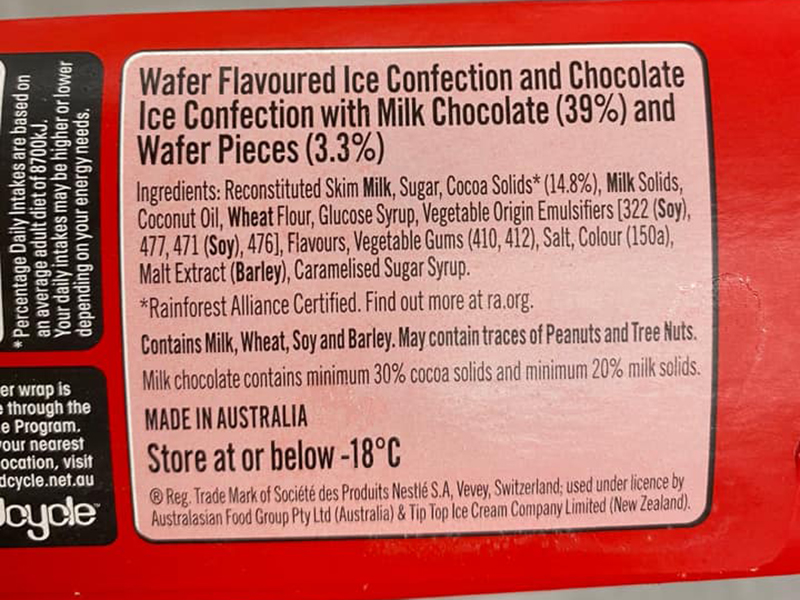 *Percentage Daily Intakes are based on
an average adult diet of 8700kJ.
Your daily intakes may be higher or lower
depending on your energy needs.
er wrap is
through the
e Program.
our nearest
ocation, visit
dcycle.net.au
dcycle
Wafer Flavoured Ice Confection and Chocolate
Ice Confection with Milk Chocolate (39%) and
Wafer Pieces (3.3%)
Ingredients: Reconstituted Skim Milk, Sugar, Cocoa Solids* (14.8%), Milk Solids,
Coconut Oil, Wheat Flour, Glucose Syrup, Vegetable Origin Emulsifiers [322 (Soy),
477, 471 (Soy), 476], Flavours, Vegetable Gums (410, 412), Salt, Colour (150a),
Malt Extract (Barley), Caramelised Sugar Syrup.
*Rainforest Alliance Certified. Find out more at ra.org.
Contains Milk, Wheat, Soy and Barley. May contain traces of Peanuts and Tree Nuts.
Milk chocolate contains minimum 30% cocoa solids and minimum 20% milk solids.
MADE IN AUSTRALIA
Store at or below -18°C
® Reg. Trade Mark of Société des Produits Nestlé S.A, Vevey, Switzerland; used under licence by
Australasian Food Group Pty Ltd (Australia) & Tip Top Ice Cream Company Limited (New Zealand).